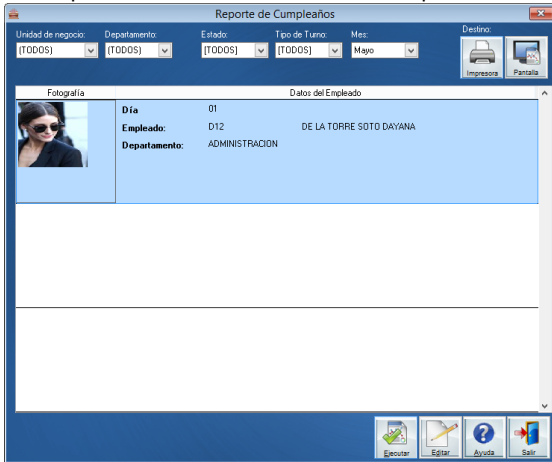 Reporte de Cumpleaños
Unidad de negocio: Departamento: Estado: Tipo de Turno: Mes: Destino:
(TODOS) (TODOS) (TODOS) (TODOS) Mayo
Impresora Pantalla
Fotografía Datos del Empleado
Día 01
Empleado: D12 DE LA TORRE SOTO DAYANA
Departamento: ADMINISTRACION
Ejecutar Editar Ayuda Salir